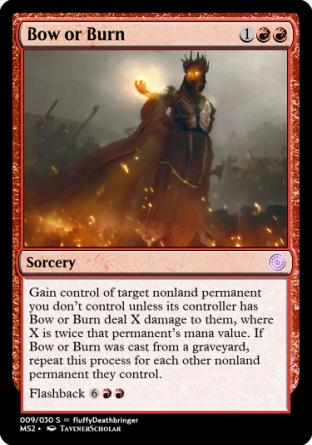 Bow or Burn 1
Sorcery
Gain control of target nonland permanent
you don't control unless its controller has
Bow or Burn deal X damage to them, where
X is twice that permanent's mana value. If
Bow or Burn was cast from a graveyard,
repeat this process for each other nonland
permanent they control.
Flashback 6
009/030 S fluffyDeathbringer
MS2 • TavenerScholar